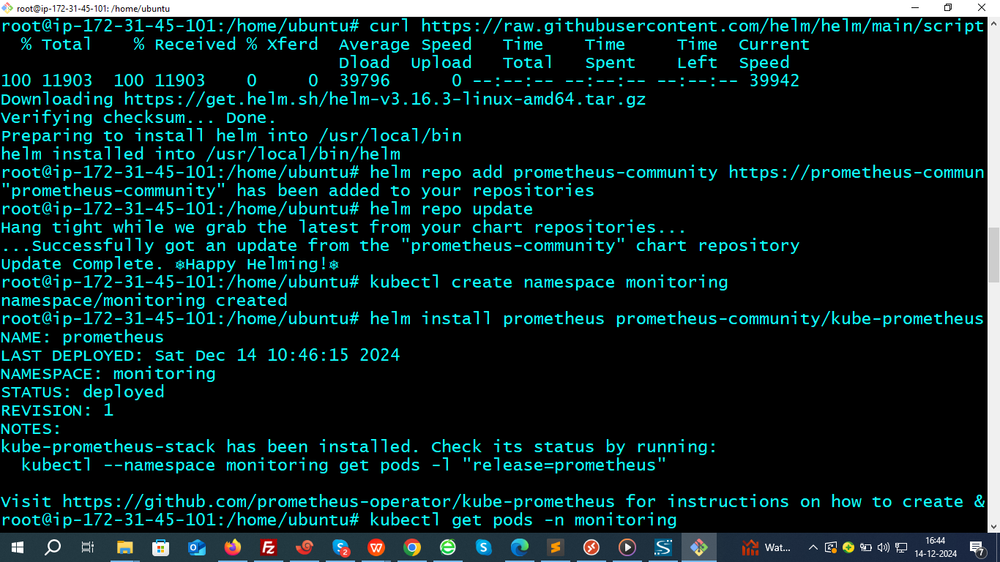 root@ip-172-31-45-101: /home/ubuntu
root@ip-172-31-45-101:/home/ubuntu# curl https://raw.githubusercontent.com/helm/helm/main/script
  % Total    % Received % Xferd  Average Speed   Time    Time     Time  Current
                                 Dload  Upload   Total   Spent    Left  Speed
100 11903  100 11903    0     0  39796      0 --:--:-- --:--:-- --:--:-- 39942
Downloading https://get.helm.sh/helm-v3.16.3-linux-amd64.tar.gz
Verifying checksum... Done.
Preparing to install helm into /usr/local/bin
helm installed into /usr/local/bin/helm
root@ip-172-31-45-101:/home/ubuntu# helm repo add prometheus-community https://prometheus-commun
"prometheus-community" has been added to your repositories
root@ip-172-31-45-101:/home/ubuntu# helm repo update
Hang tight while we grab the latest from your chart repositories...
...Successfully got an update from the "prometheus-community" chart repository
Update Complete. ⎈Happy Helming!⎈
root@ip-172-31-45-101:/home/ubuntu# kubectl create namespace monitoring
namespace/monitoring created
root@ip-172-31-45-101:/home/ubuntu# helm install prometheus prometheus-community/kube-prometheus
NAME: prometheus
LAST DEPLOYED: Sat Dec 14 10:46:15 2024
NAMESPACE: monitoring
STATUS: deployed
REVISION: 1
NOTES:
kube-prometheus-stack has been installed. Check its status by running:
  kubectl --namespace monitoring get pods -l "release=prometheus"
Visit https://github.com/prometheus-operator/kube-prometheus for instructions on how to create &
root@ip-172-31-45-101:/home/ubuntu# kubectl get pods -n monitoring
2
Wat...
16:44
14-12-2024
7